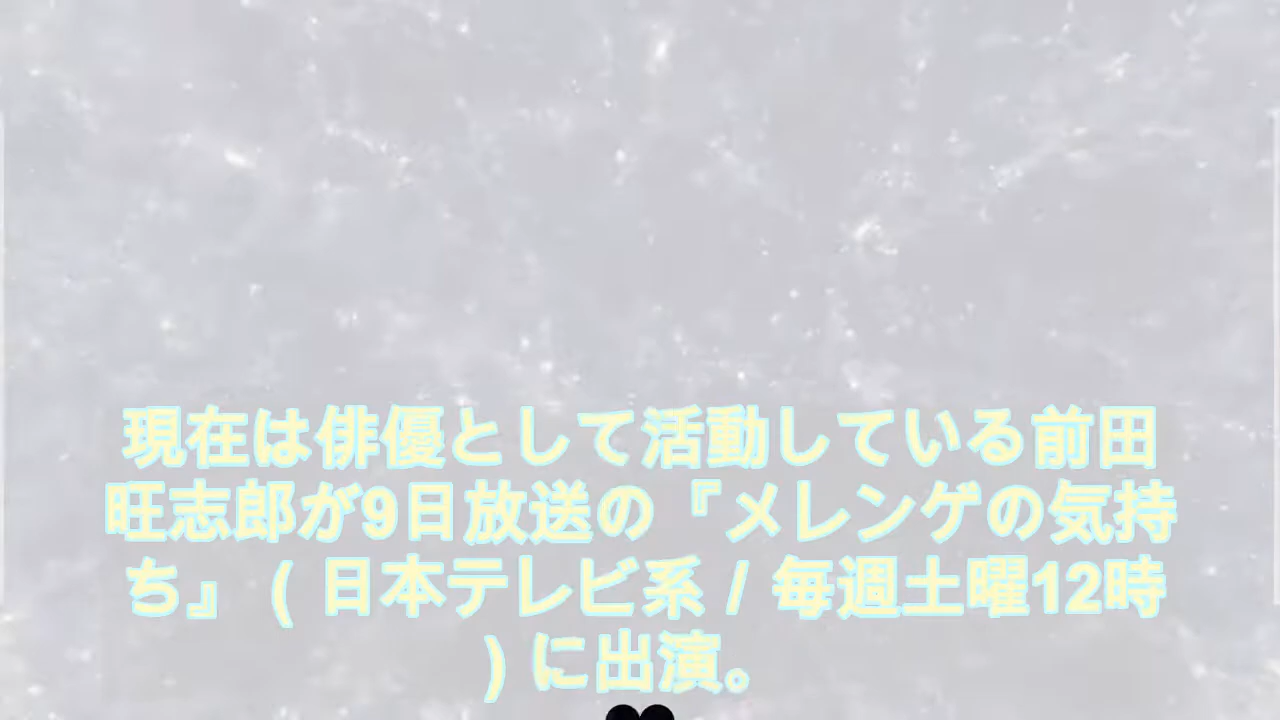 現在は俳優として活動している前田
旺志郎が9日放送の『メレンゲの気持
ち』 ( 日本テレビ系 / 毎週土曜12時
) に出演。